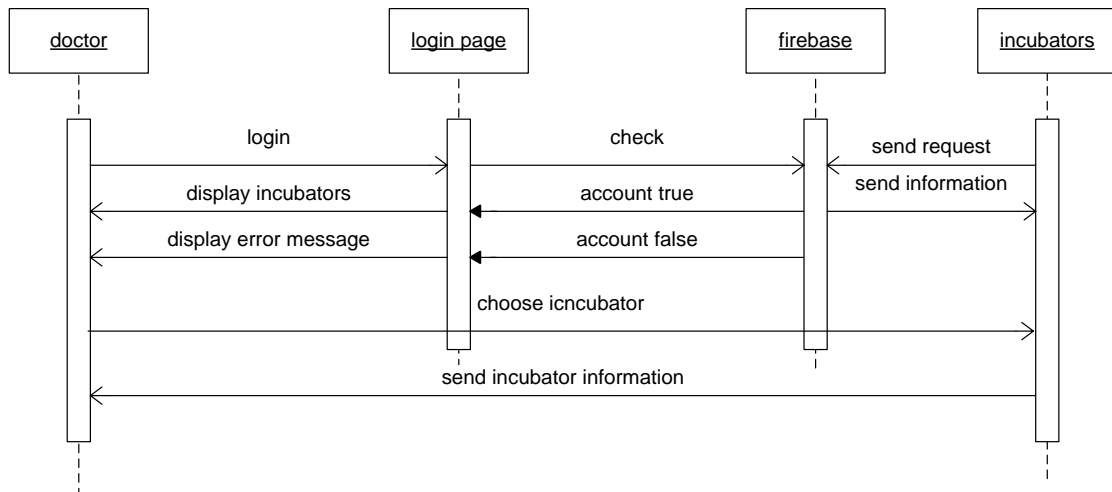 doctor
login page
firebase
incubators
login
check
send request
display incubators
account true
send information
display error message
account false
choose icncubator
send incubator information